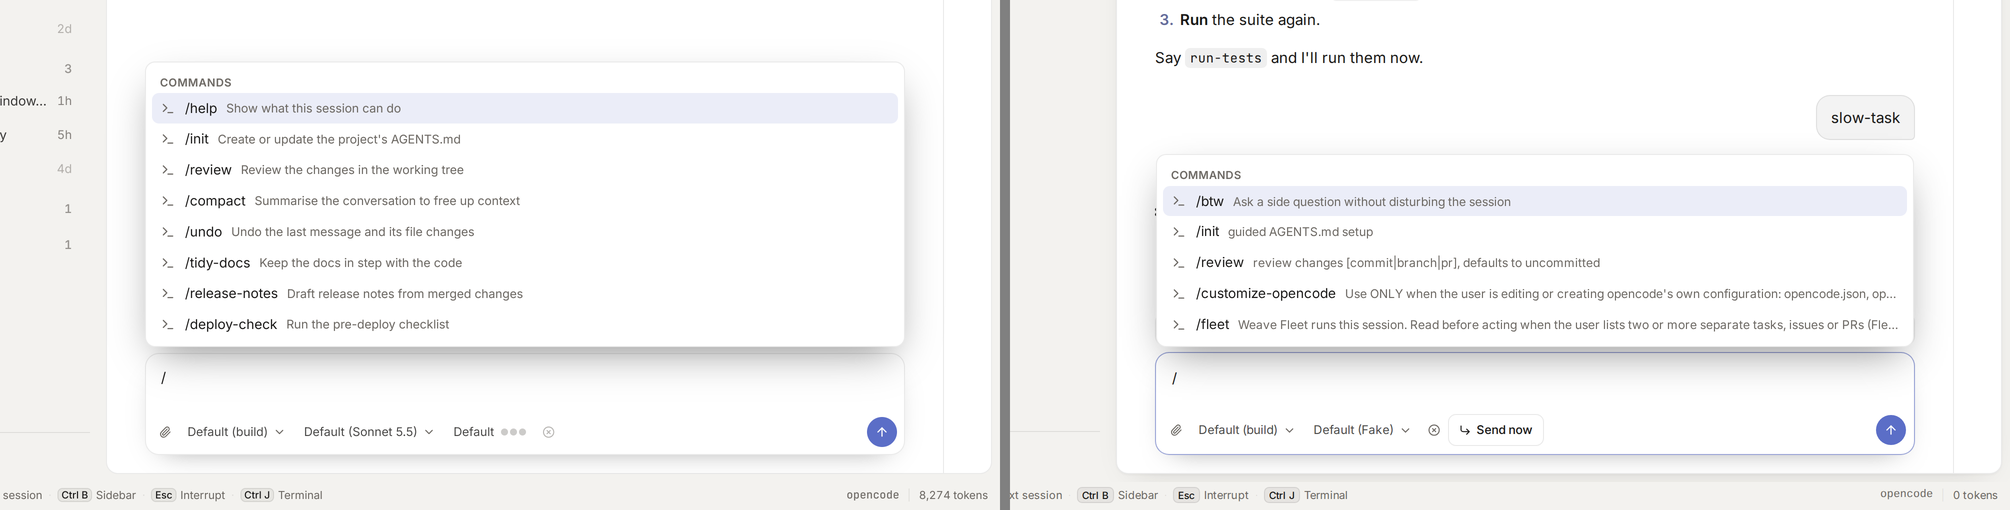 2d
3
indow... 1h
y 5h
4d
1
1
COMMANDS
/help Show what this session can do
/init Create or update the project's AGENTS.md
/review Review the changes in the working tree
/compact Summarise the conversation to free up context
/undo Undo the last message and its file changes
/tidy-docs Keep the docs in step with the code
/release-notes Draft release notes from merged changes
/deploy-check Run the pre-deploy checklist
/
Default (build) Default (Sonnet 5.5) Default
session Ctrl B Sidebar Esc Interrupt Ctrl J Terminal opencode 8,274 tokens
3. Run the suite again.
Say run-tests and I'll run them now.
slow-task
COMMANDS
/btw Ask a side question without disturbing the session
/init guided AGENTS.md setup
/review review changes [commit|branch|pr], defaults to uncommitted
/customize-opencode Use ONLY when the user is editing or creating opencode's own configuration: opencode.json, op...
/fleet Weave Fleet runs this session. Read before acting when the user lists two or more separate tasks, issues or PRs (Fle...
/
Default (build) Default (Fake) Send now
xt session Ctrl B Sidebar Esc Interrupt Ctrl J Terminal opencode 0 tokens